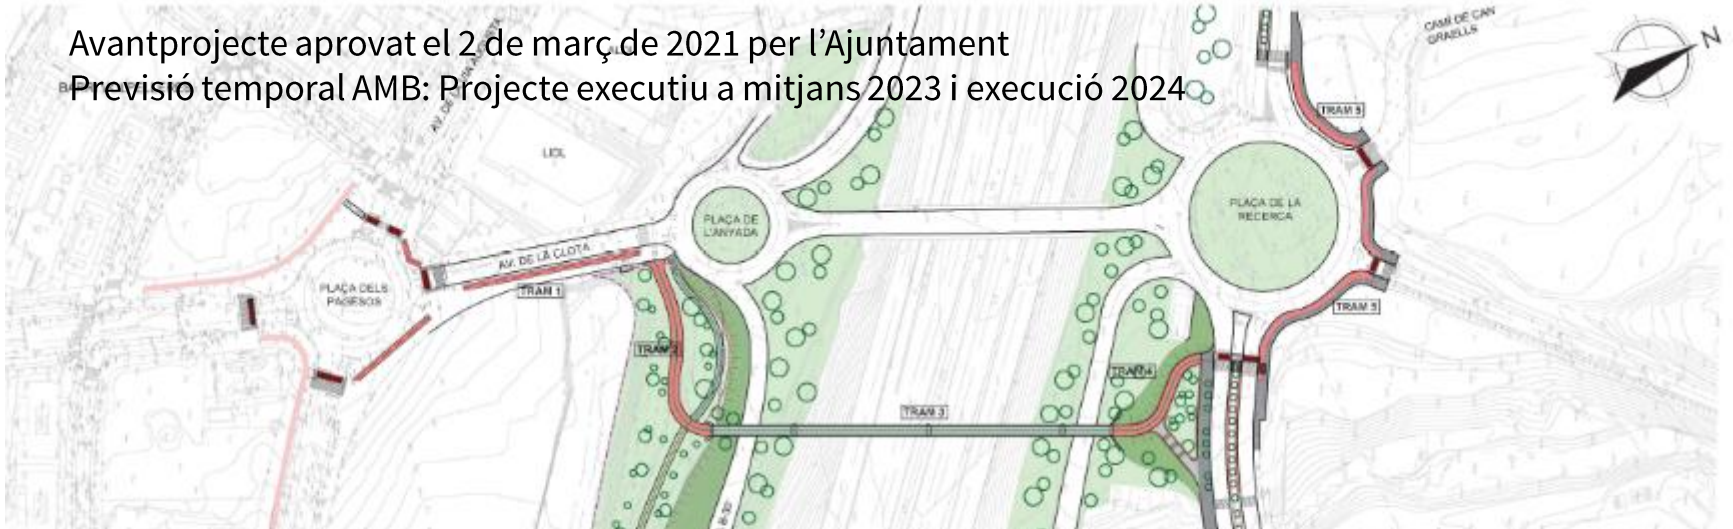 Avantprojecte aprovat el 2 de març de 2021 per l'Ajuntament
Previsió temporal AMB: Projecte executiu a mitjans 2023 i execució 2024
CAMÍ DE CAN
GRAELLS
N
TRAM 5
LIDL
PLAÇA DE
L'ANYADA
PLAÇA DE LA
RECERCA
AV. DE LA CLOTA
PLAÇA DELS
PAGESOS
TRAM 1
TRAM 5
TRAM 2
TRAM 4
TRAM 3
B-30